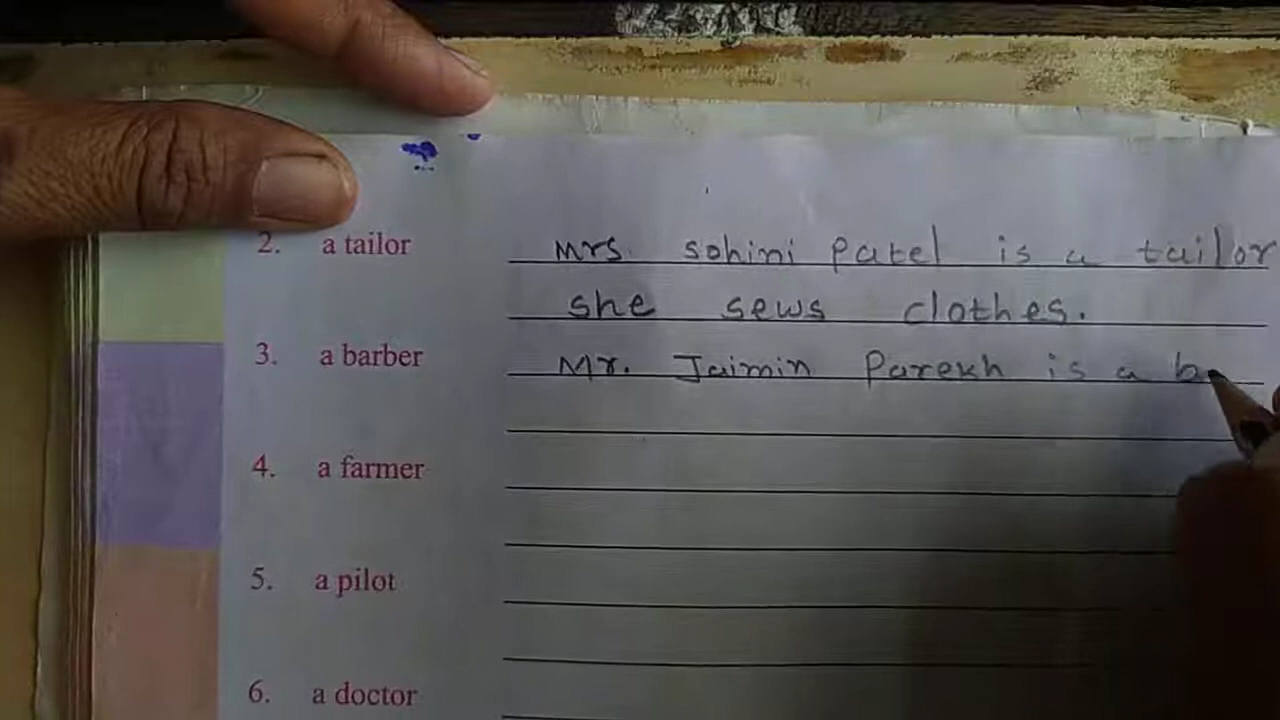 2. a tailor Mrs. sohini patel is a tailor
she sews clothes.
3. a barber Mr. Jaimin Parekh is a b
4. a farmer
5. a pilot
6. a doctor